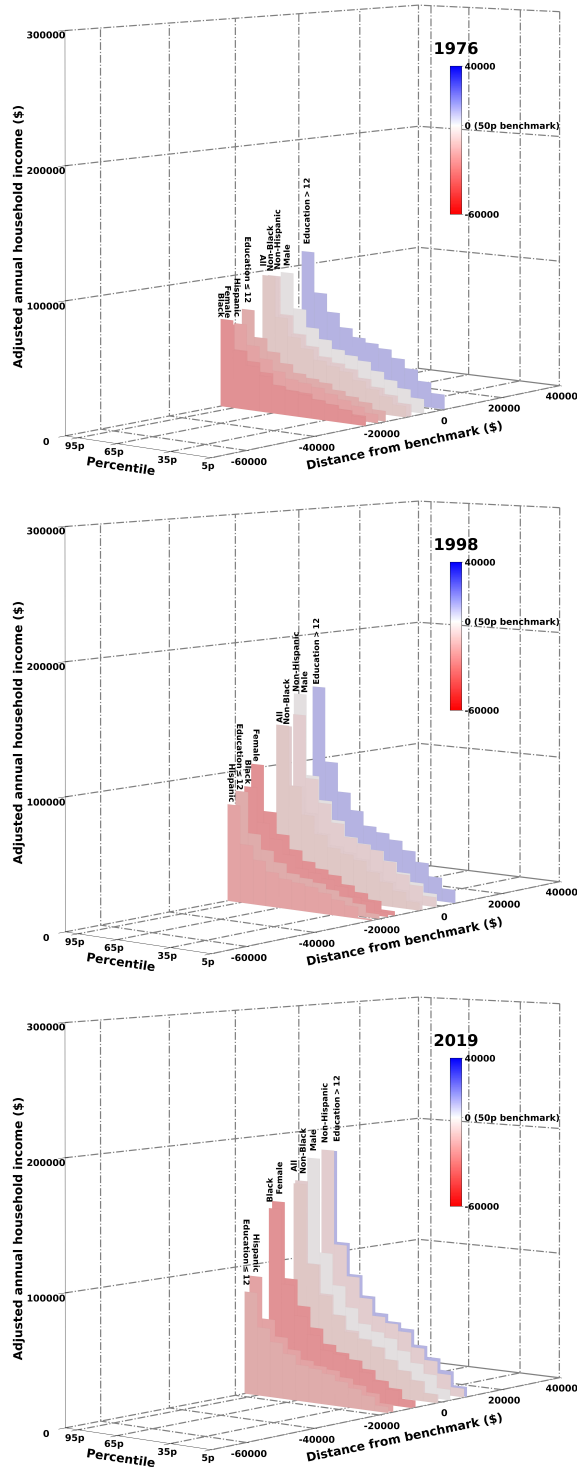 1976
300000
200000
100000
0
Adjusted annual household income ($)
40000
0 (50p benchmark)
-60000
Black
Female
Hispanic
Education ≤ 12
All
Non-Black
Non-Hispanic
Male
Education > 12
95p
65p
35p
5p
Percentile
-60000
-40000
-20000
0
20000
40000
Distance from benchmark ($)
1998
300000
200000
100000
0
Adjusted annual household income ($)
40000
0 (50p benchmark)
-60000
Hispanic
Education ≤ 12
Black
Female
All
Non-Black
Non-Hispanic
Male
Education > 12
95p
65p
35p
5p
Percentile
-60000
-40000
-20000
0
20000
40000
Distance from benchmark ($)
2019
300000
200000
100000
0
Adjusted annual household income ($)
40000
0 (50p benchmark)
-60000
Education ≤ 12
Hispanic
Black
Female
All
Non-Black
Male
Non-Hispanic
Education > 12
95p
65p
35p
5p
Percentile
-60000
-40000
-20000
0
20000
40000
Distance from benchmark ($)